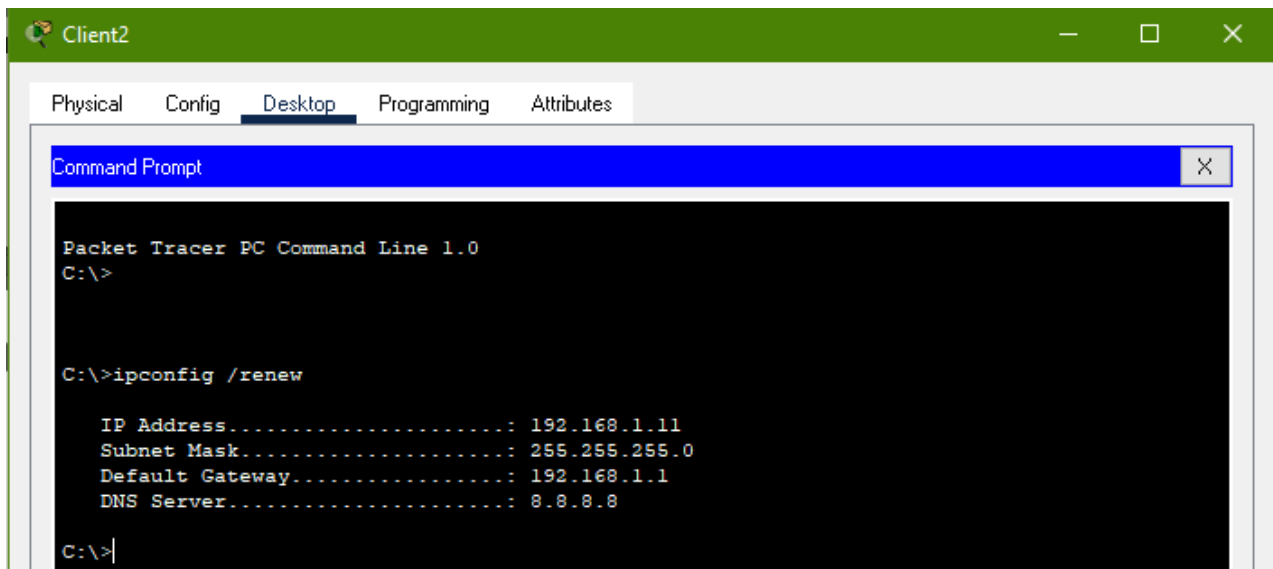 Client2
Physical Config Desktop Programming Attributes
Command Prompt X
Packet Tracer PC Command Line 1.0
C:\>
C:\>ipconfig /renew
IP Address......................: 192.168.1.11
Subnet Mask.....................: 255.255.255.0
Default Gateway.................: 192.168.1.1
DNS Server......................: 8.8.8.8
C:\>